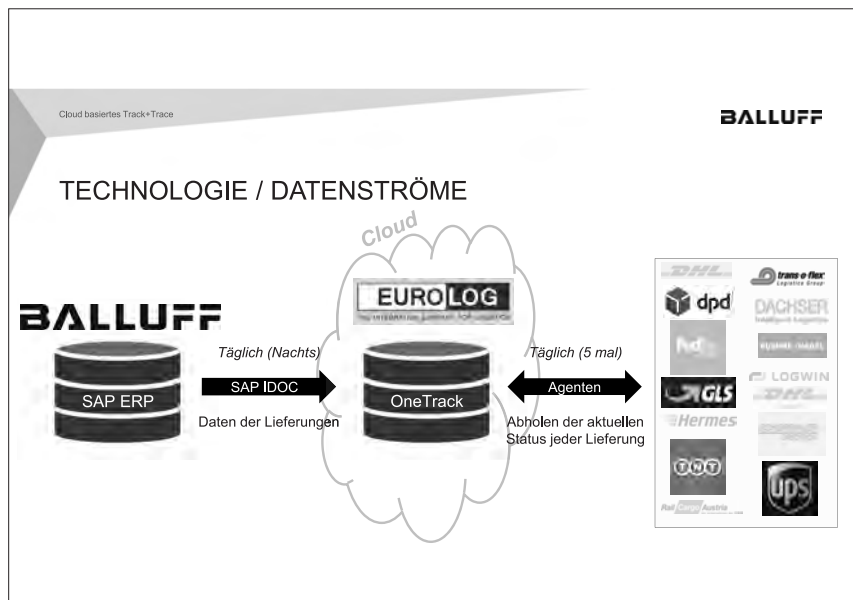 Cloud basiertes Track+Trace
BALLUFF
TECHNOLOGIE / DATENSTRÖME
Cloud
BALLUFF
SAP ERP
Täglich (Nachts)
SAP IDOC
Daten der Lieferungen
EUROLOG
OneTrack
Täglich (5 mal)
Agenten
Abholen der aktuellen
Status jeder Lieferung
DHL
trans-o-flex
Logistics Group
dpd
DACHSER
FedEx
KUEHNE+NAGEL
GLS
LOGWIN
DHL
Hermes
TNT
ups
Rail Cargo Austria